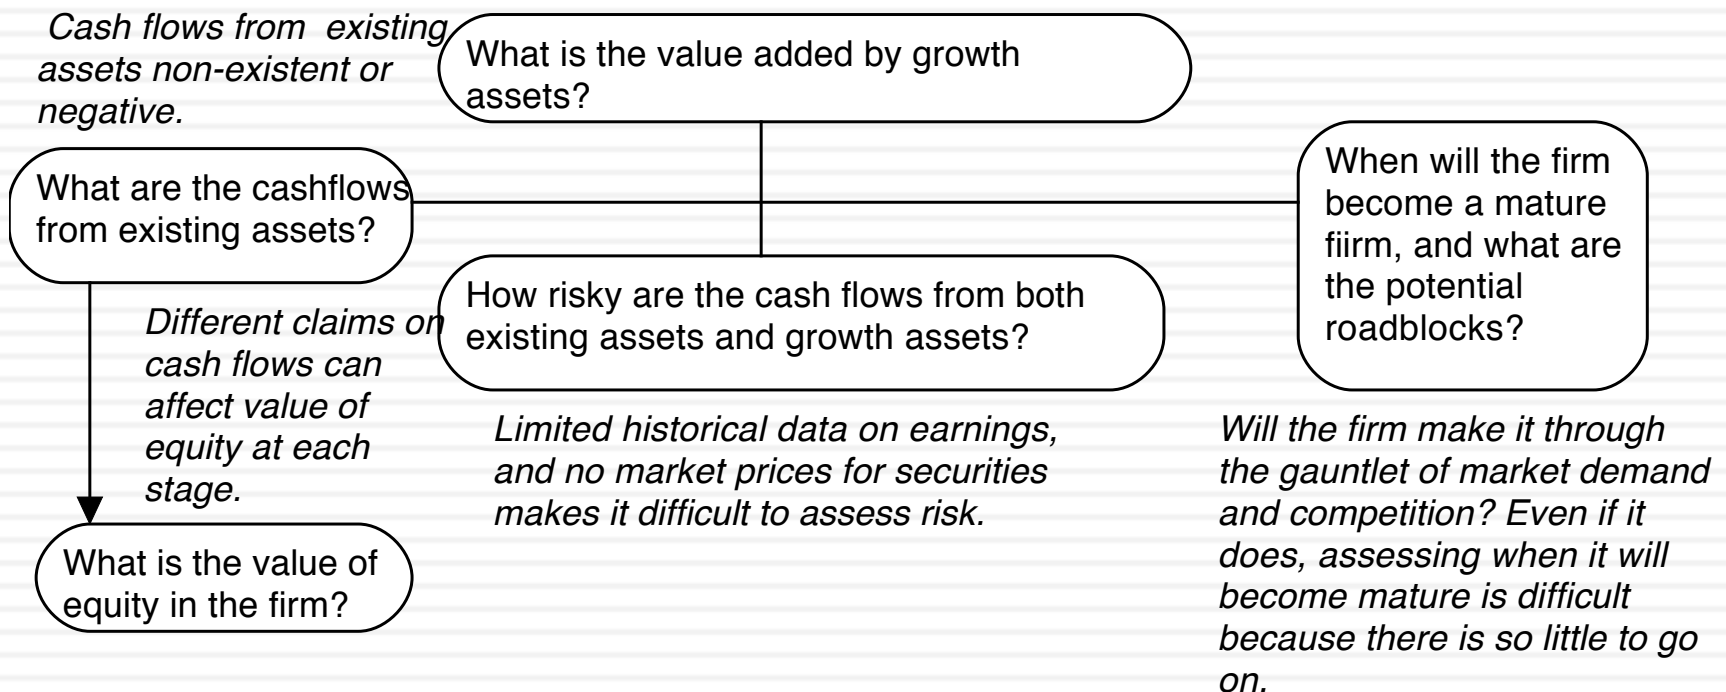 Cash flows from  existing
assets non-existent or
negative.
What is the value added by growth
assets?
What are the cashflows
from existing assets?
When will the firm
become a mature
fiirm, and what are
the potential
roadblocks?
How risky are the cash flows from both
existing assets and growth assets?
Different claims on
cash flows can
affect value of
equity at each
stage.
Limited historical data on earnings,
and no market prices for securities
makes it difficult to assess risk.
Will the firm make it through
the gauntlet of market demand
and competition? Even if it
does, assessing when it will
become mature is difficult
because there is so little to go
on.
What is the value of
equity in the firm?